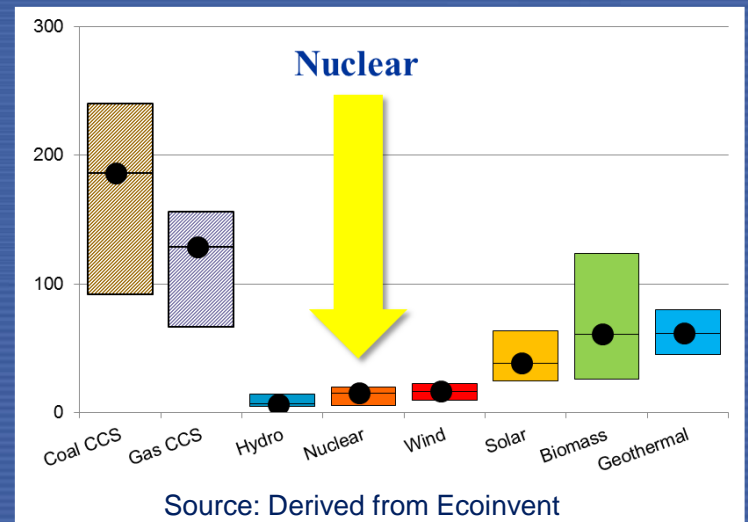 300
Nuclear
200
100
0
Coal CCS
Gas CCS
Hydro
Nuclear
Wind
Solar
Biomass
Geothermal
Source: Derived from Ecoinvent